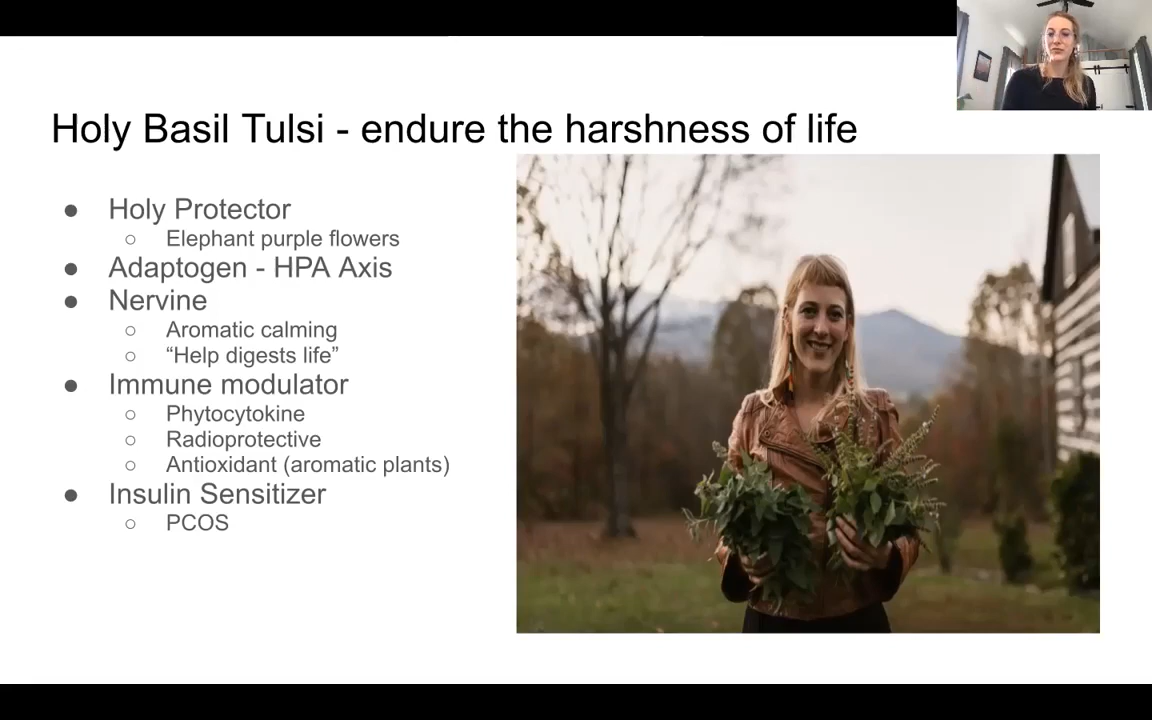 Holy Basil Tulsi - endure the harshness of life
● Holy Protector
○ Elephant purple flowers
● Adaptogen - HPA Axis
● Nervine
○ Aromatic calming
○ “Help digests life”
● Immune modulator
○ Phytocytokine
○ Radioprotective
○ Antioxidant (aromatic plants)
● Insulin Sensitizer
○ PCOS